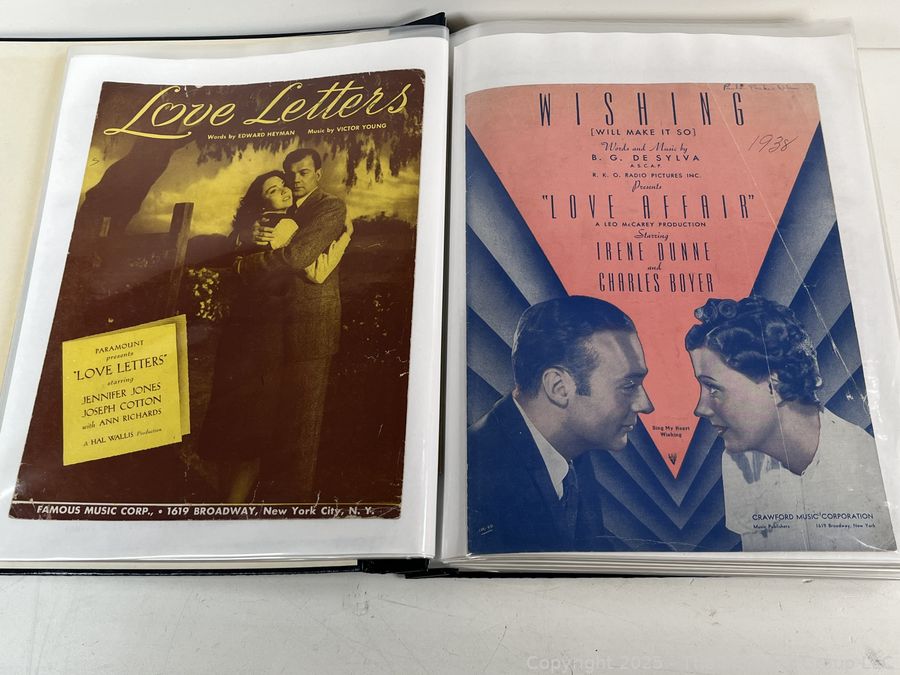 Love Letters
Words by EDWARD HEYMAN Music by VICTOR YOUNG
PARAMOUNT
presents
"LOVE LETTERS"
starring
JENNIFER JONES
JOSEPH COTTON
with ANN RICHARDS
A HAL WALLIS Production
FAMOUS MUSIC CORP., • 1619 BROADWAY, New York City, N. Y.
WISHING
[WILL MAKE IT SO]
Words and Music by
B. G. DE SYLVA
A.S.C.A.P.
R. K. O. RADIO PICTURES INC.
Presents
"LOVE AFFAIR"
A LEO McCAREY PRODUCTION
Starring
IRENE DUNNE
and
CHARLES BOYER
1938
Sing My Heart
Wishing
CRAWFORD MUSIC CORPORATION
Music Publishers 1619 Broadway, New York
Copyright 2025